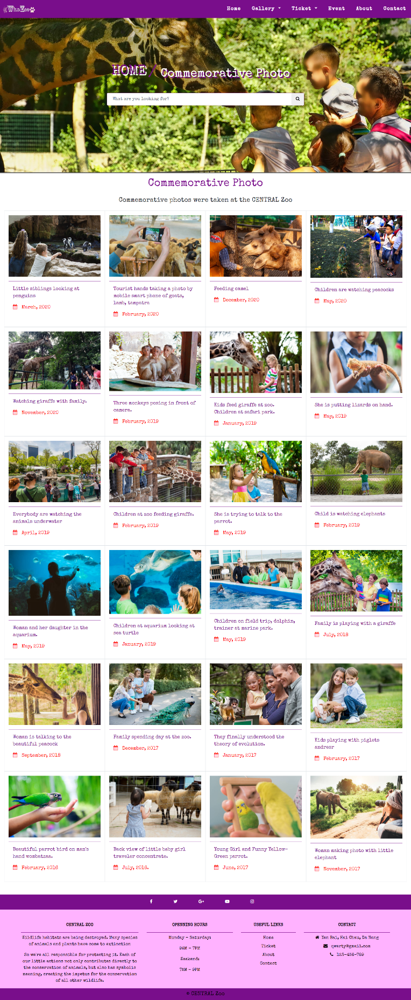 WildZoo
Home Gallery Ticket Event About Contact
HOME / Commemorative Photo
What are you looking for?
Commemorative Photo
Commemorative photos were taken at the CENTRAL Zoo
Little siblings looking at
penguins
March, 2020
Tourist hands taking a photo by
mobile smart phone of goats,
lamb, tampatra
February, 2020
Feeding camel
December, 2020
Children are watching peacocks
May, 2020
Watching giraffe with family.
November, 2020
Three monkeys posing in front of
camera.
February, 2019
Kids feed giraffe at zoo.
Children at safari park.
January, 2019
She is putting lizards on hand.
May, 2019
Everybody are watching the
animals underwater
April, 2019
Children at zoo feeding giraffe.
February, 2019
She is trying to talk to the
parrot.
May, 2019
Child is watching elephants
February, 2019
Woman and her daughter in the
aquarium.
May, 2019
Children at aquarium looking at
sea turtle
January, 2019
Children on field trip, dolphin,
trainer at marine park.
May, 2019
Family is playing with a giraffe
July, 2018
Woman is talking to the
beautiful peacock
September, 2018
Family spending day at the zoo.
December, 2017
They finally understood the
theory of evolution.
January, 2017
Kids playing with piglets
andresr
February, 2017
Beautiful parrot bird on man's
hand wombatzaa.
February, 2016
Back view of little baby girl
traveler concentrate.
July, 2016.
Young Girl and Funny Yellow-
Green parrot.
June, 2017
Woman making photo with little
elephant
November, 2017
CENTRAL ZOO
Wildlife habitats are being destroyed. Many species
of animals and plants have come to extinction
So we're all responsible for protecting it. Each of
our little actions not only contributes directly to
the conservation of animals, but also has symbolic
meaning, creating the impetus for the conservation
of all other wildlife.
OPENNING HOURS
Monday - Saturday:
9AM - 7PM
Weekend:
7AM - 9PM
USEFUL LINKS
Home
Ticket
About
Contact
CONTACT
Yen Bai, Hai Chau, Da Nang
qwerty@gmail.com
123-456-789
© CENTRAL Zoo